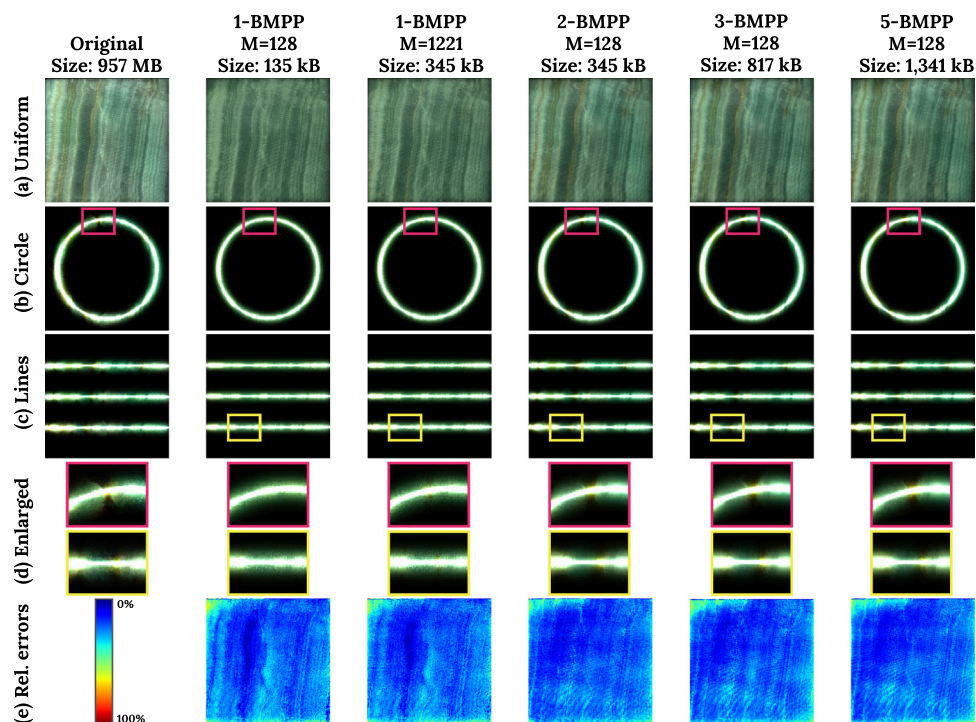 Original
Size: 957 MB
1-BMPP
M=128
Size: 135 kB
1-BMPP
M=1221
Size: 345 kB
2-BMPP
M=128
Size: 345 kB
3-BMPP
M=128
Size: 817 kB
5-BMPP
M=128
Size: 1,341 kB
(a) Uniform
(b) Circle
(c) Lines
(d) Enlarged
(e) Rel. errors
0%
100%